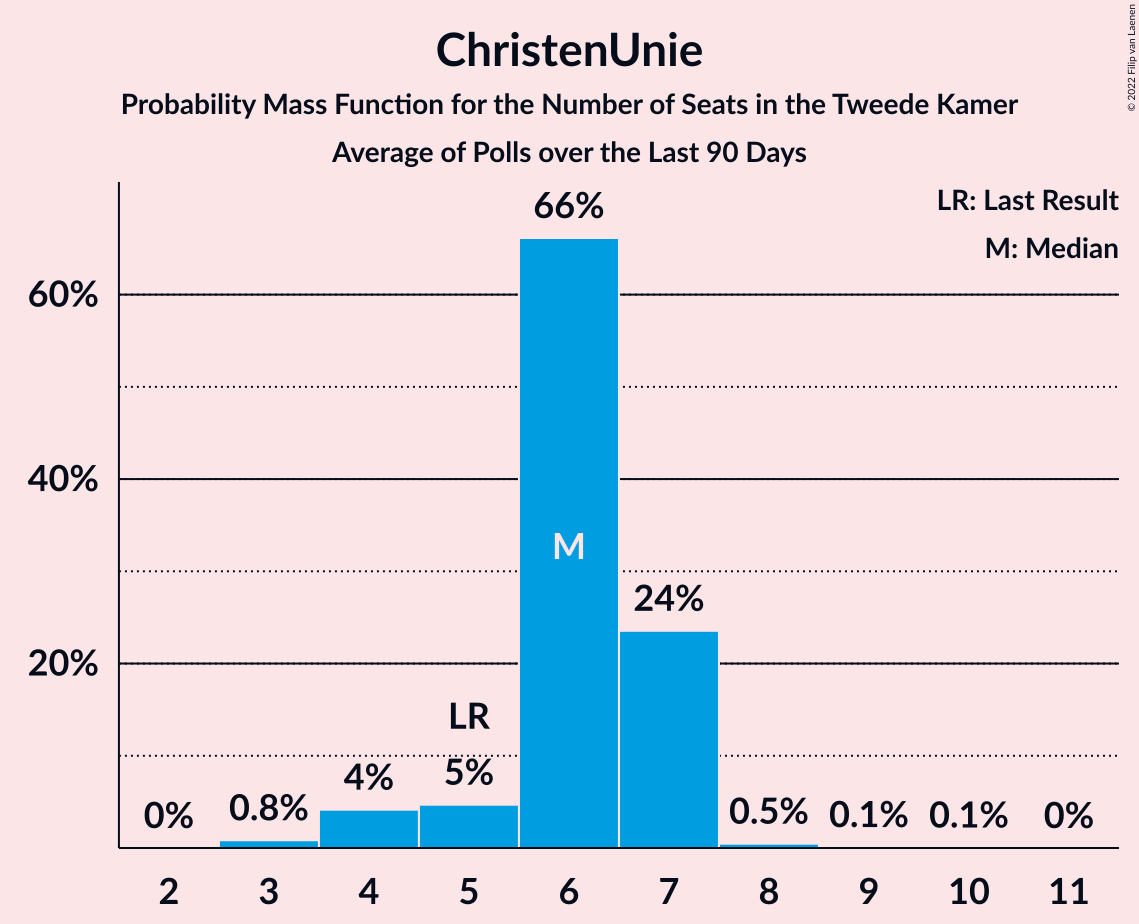 ChristenUnie
Probability Mass Function for the Number of Seats in the Tweede Kamer
Average of Polls over the Last 90 Days
© 2022 Filip van Laenen
LR: Last Result
M: Median
66%
60%
40%
M
24%
20%
LR
0%
0.8%
4%
5%
0.5%
0.1%
0.1%
0%
2 3 4 5 6 7 8 9 10 11